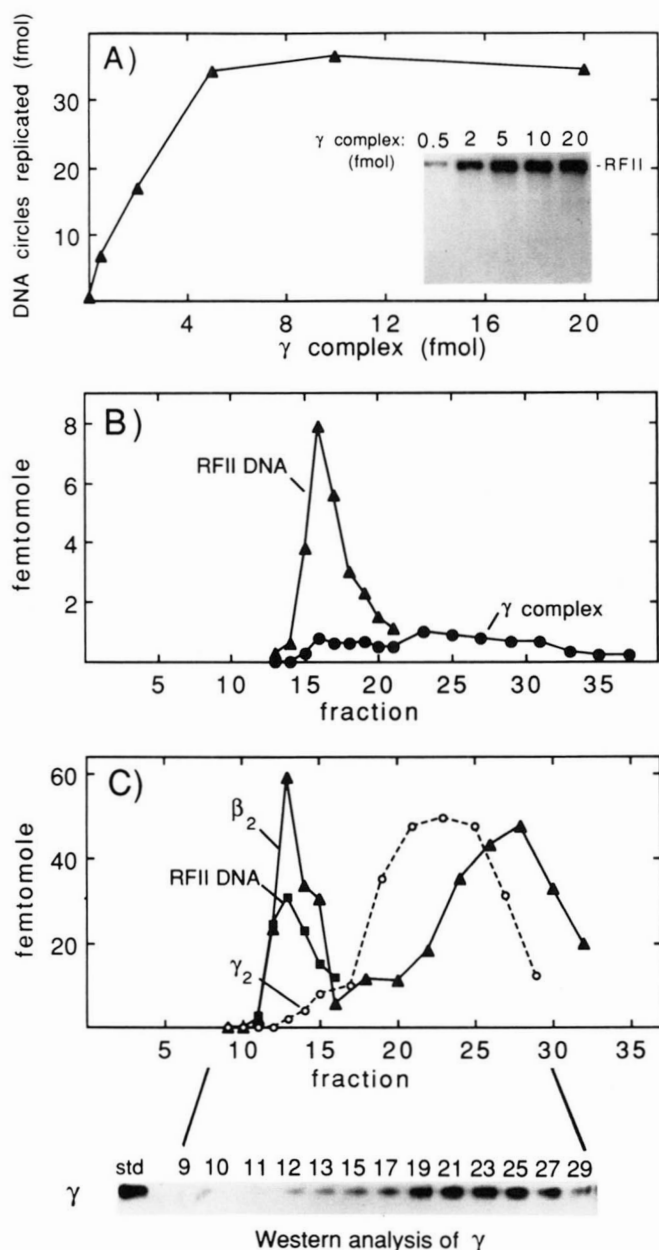 A)
DNA circles replicated (fmol)
30
20
10
γ complex: 0.5 2 5 10 20
(fmol)
-RFII
4 8 12 16 20
γ complex (fmol)
B)
femtomole
8
6
4
2
RFII DNA
γ complex
5 10 15 20 25 30 35
fraction
C)
femtomole
60
40
20
β₂
RFII DNA
γ₂
5 10 15 20 25 30 35
fraction
std 9 10 11 12 13 15 17 19 21 23 25 27 29
γ
Western analysis of γ